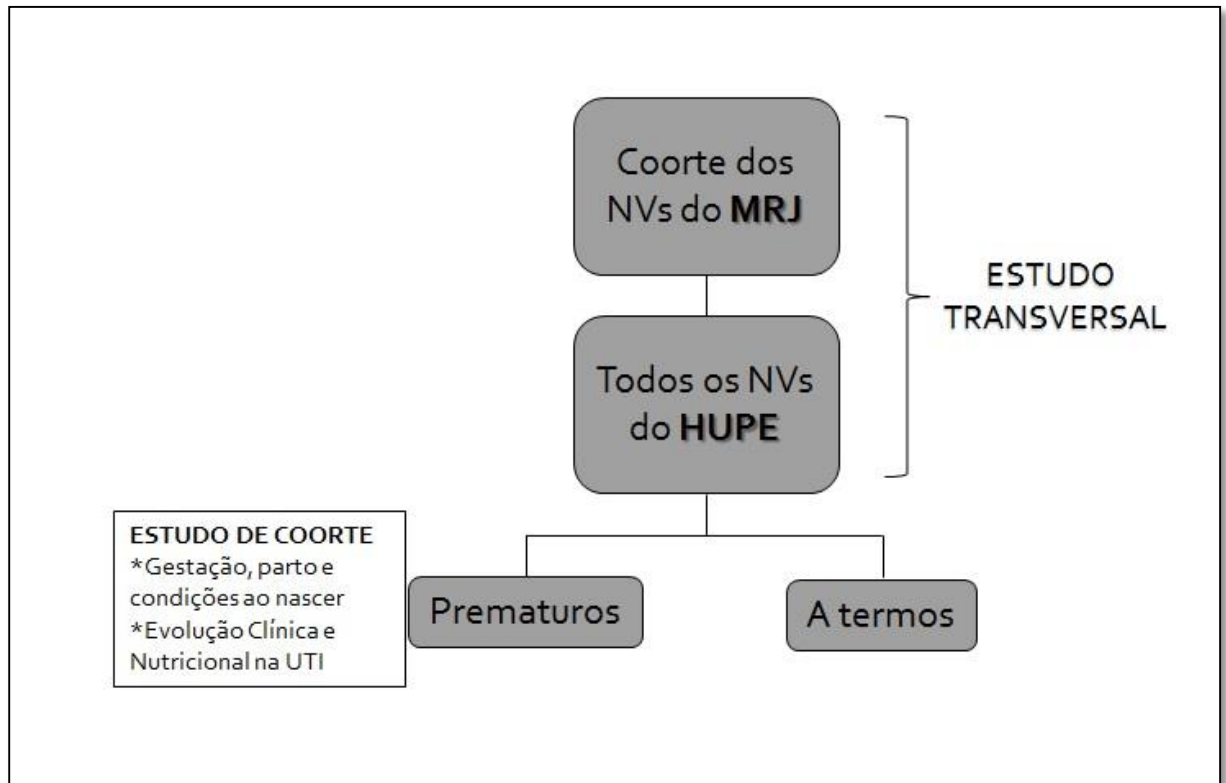 Coorte dos
NVs do MRJ
ESTUDO
TRANSVERSAL
Todos os NVs
do HUPE
ESTUDO DE COORTE
*Gestação, parto e
condições ao nascer
*Evolução Clínica e
Nutricional na UTI
Prematuros
A termos